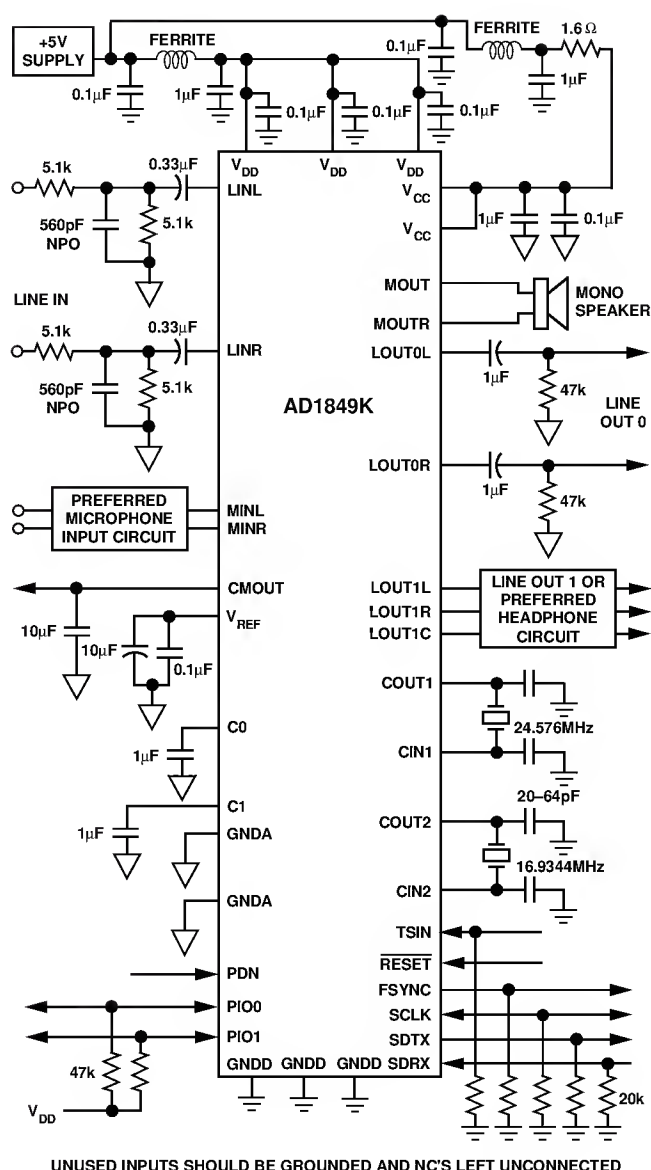 +5V
SUPPLY
FERRITE
0.1µF
1µF
0.1µF
0.1µF
0.1µF
0.1µF
FERRITE
1.6Ω
1µF
5.1k
0.33µF
560pF
NPO
5.1k
LINE IN
5.1k
0.33µF
560pF
NPO
5.1k
PREFERRED
MICROPHONE
INPUT CIRCUIT
10µF
10µF
0.1µF
1µF
1µF
47k
VDD
VDD
VDD
VDD
LINL
LINR
AD1849K
MINL
MINR
CMOUT
VREF
C0
C1
GNDA
GNDA
PDN
PIO0
PIO1
GNDD
GNDD
GNDD
VCC
VCC
MOUT
MOUTR
LOUT0L
LOUT0R
LOUT1L
LOUT1R
LOUT1C
COUT1
CIN1
COUT2
CIN2
TSIN
RESET
FSYNC
SCLK
SDTX
SDRX
1µF
0.1µF
MONO
SPEAKER
1µF
47k
LINE
OUT 0
1µF
47k
LINE OUT 1 OR
PREFERRED
HEADPHONE
CIRCUIT
24.576MHz
20–64pF
16.9344MHz
20k
UNUSED INPUTS SHOULD BE GROUNDED AND NC'S LEFT UNCONNECTED